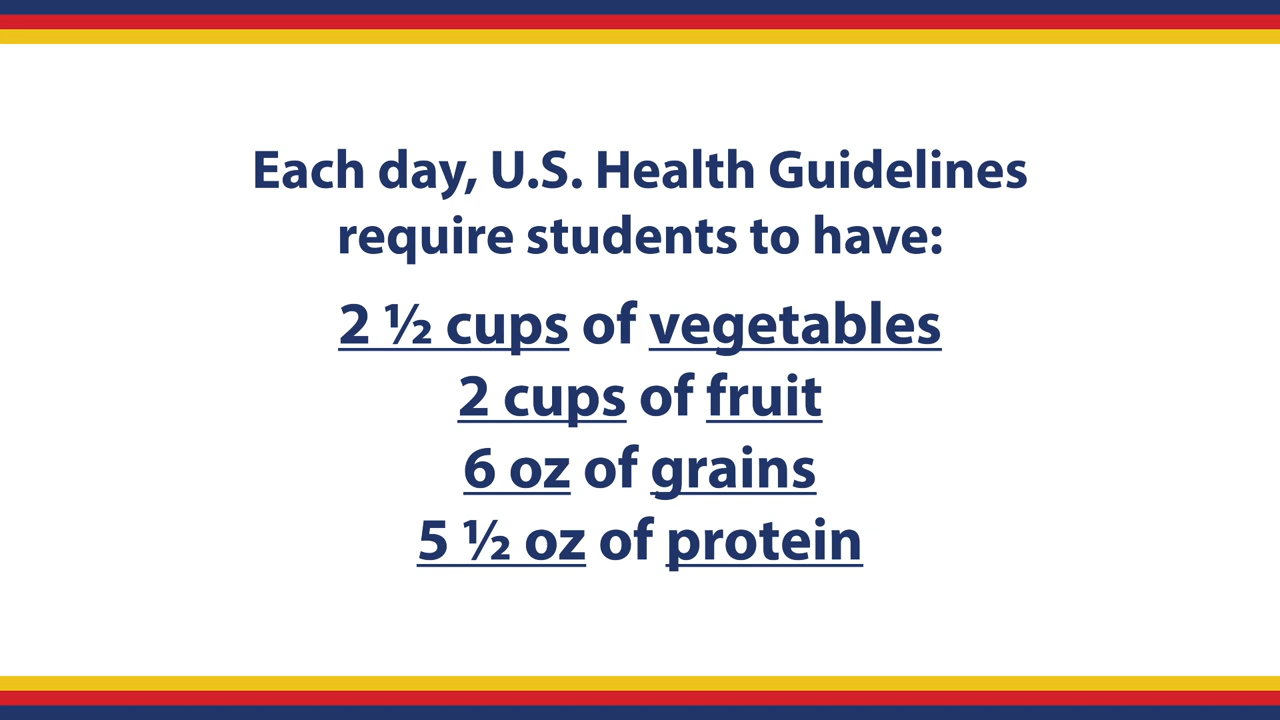 Each day, U.S. Health Guidelines
require students to have:
2 ½ cups of vegetables
2 cups of fruit
6 oz of grains
5 ½ oz of protein